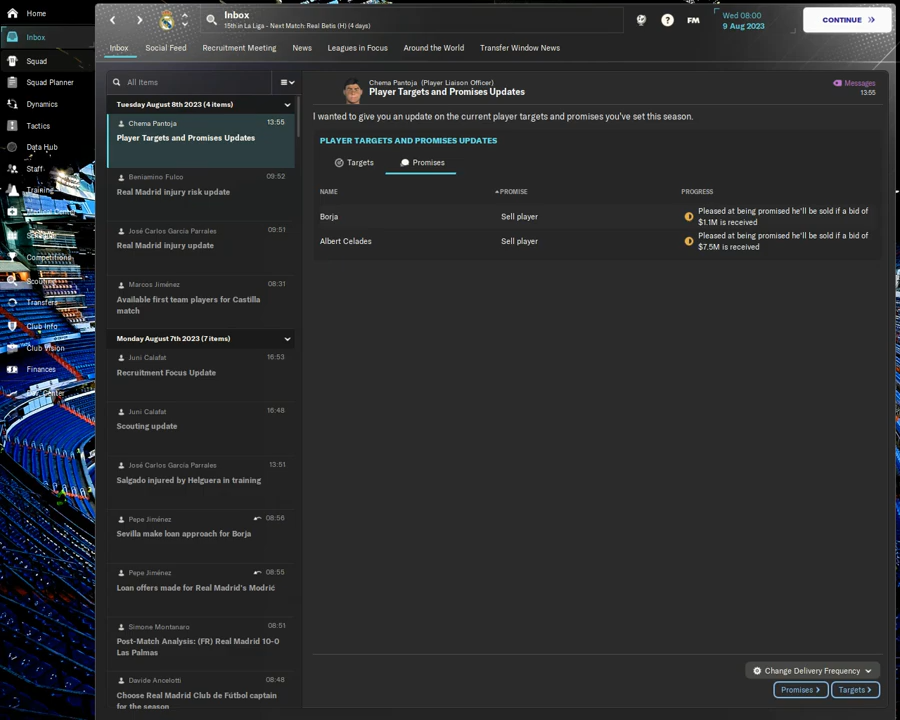 Home
Inbox
Squad
Squad Planner
Dynamics
Tactics
Data Hub
Staff
Training
Competitions
Scouting
Transfers
Club Info
Club Vision
Finances
Inbox
15th in La Liga - Next Match: Real Betis (H) (4 days)
FM
Wed 08:00
9 Aug 2023
CONTINUE
Inbox
Social Feed
Recruitment Meeting
News
Leagues in Focus
Around the World
Transfer Window News
All Items
Tuesday August 8th 2023 (4 items)
Chema Pantoja 13:55
Player Targets and Promises Updates
Beniamino Fulco 09:52
Real Madrid injury risk update
José Carlos García Parrales 09:51
Real Madrid injury update
Marcos Jiménez 08:31
Available first team players for Castilla
match
Monday August 7th 2023 (7 items)
Juni Calafat 16:53
Recruitment Focus Update
Juni Calafat 16:48
Scouting update
José Carlos García Parrales 13:51
Salgado injured by Helguera in training
Pepe Jiménez 08:56
Sevilla make loan approach for Borja
Pepe Jiménez 08:55
Loan offers made for Real Madrid's Modrić
Simone Montanaro 08:51
Post-Match Analysis: (FR) Real Madrid 10-0
Las Palmas
Davide Ancelotti 08:48
Choose Real Madrid Club de Fútbol captain
for the season
Chema Pantoja (Player Liaison Officer)
Player Targets and Promises Updates
Messages
13:55
I wanted to give you an update on the current player targets and promises you've set this season.
PLAYER TARGETS AND PROMISES UPDATES
Targets
Promises
NAME PROMISE PROGRESS
Borja Sell player Pleased at being promised he'll be sold if a bid of
$1.1M is received
Albert Celades Sell player Pleased at being promised he'll be sold if a bid of
$7.5M is received
Change Delivery Frequency
Promises >
Targets >